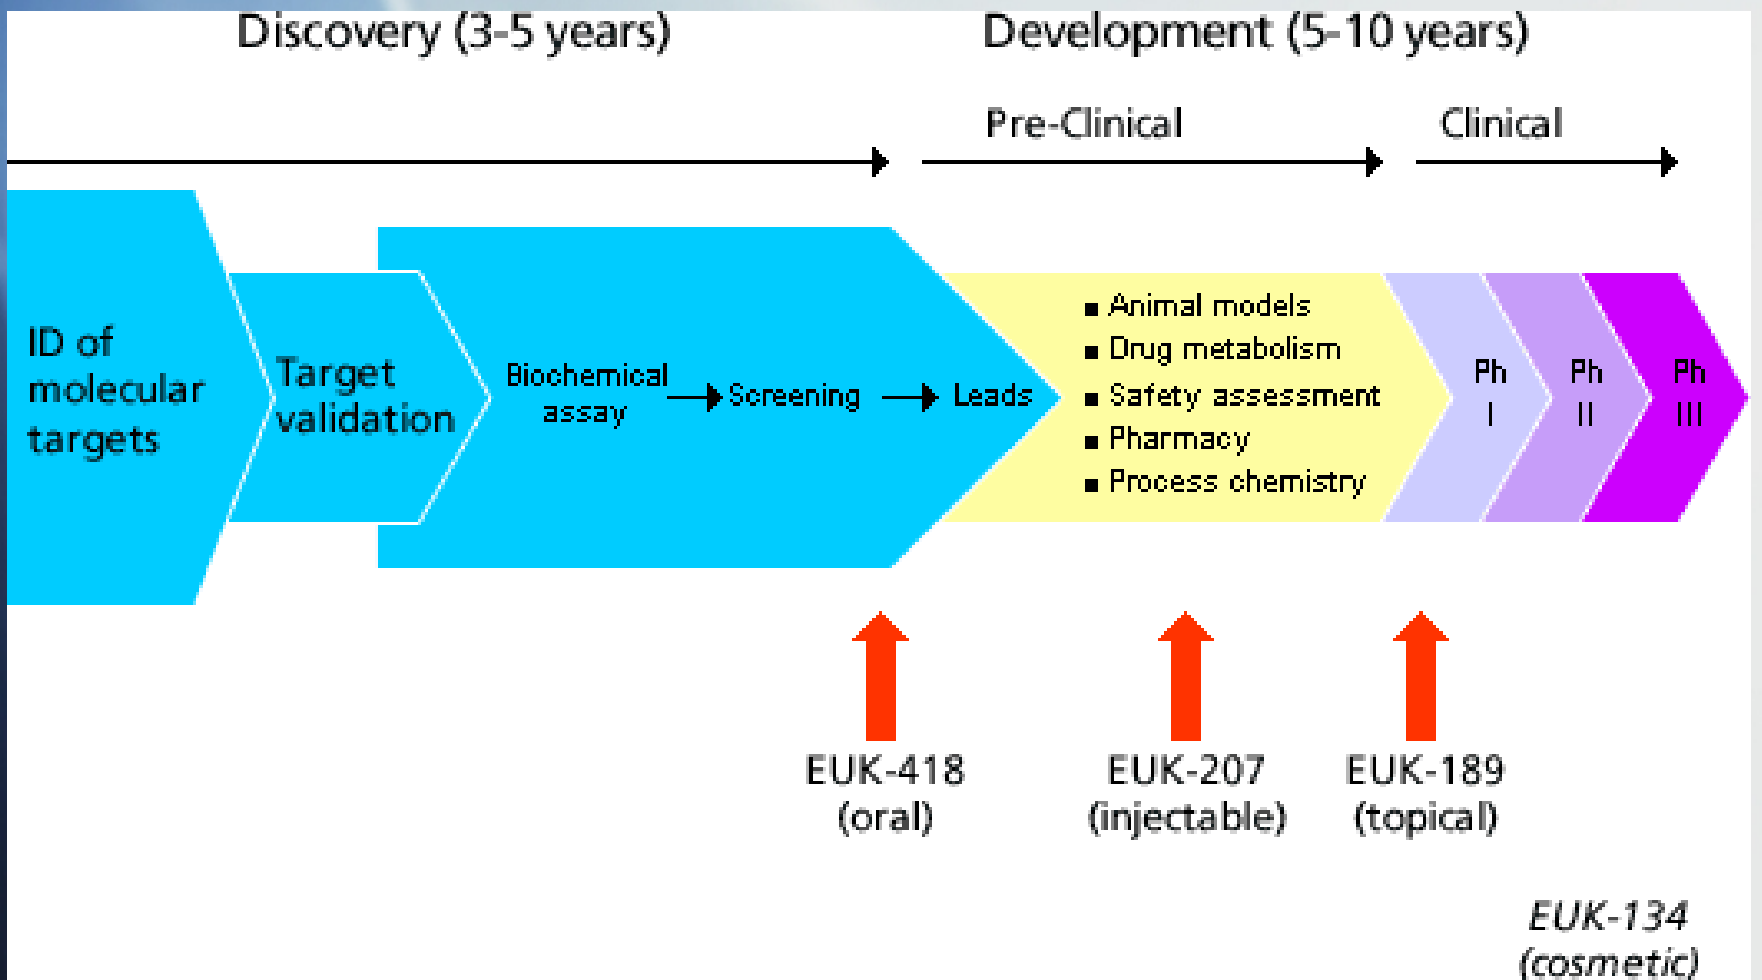 Discovery (3-5 years)
Development (5-10 years)
Pre-Clinical
Clinical
ID of
molecular
targets
Target
validation
Biochemical
assay
Screening
Leads
▪ Animal models
▪ Drug metabolism
▪ Safety assessment
▪ Pharmacy
▪ Process chemistry
Ph
I
Ph
II
Ph
III
EUK-418
(oral)
EUK-207
(injectable)
EUK-189
(topical)
EUK-134
(cosmetic)